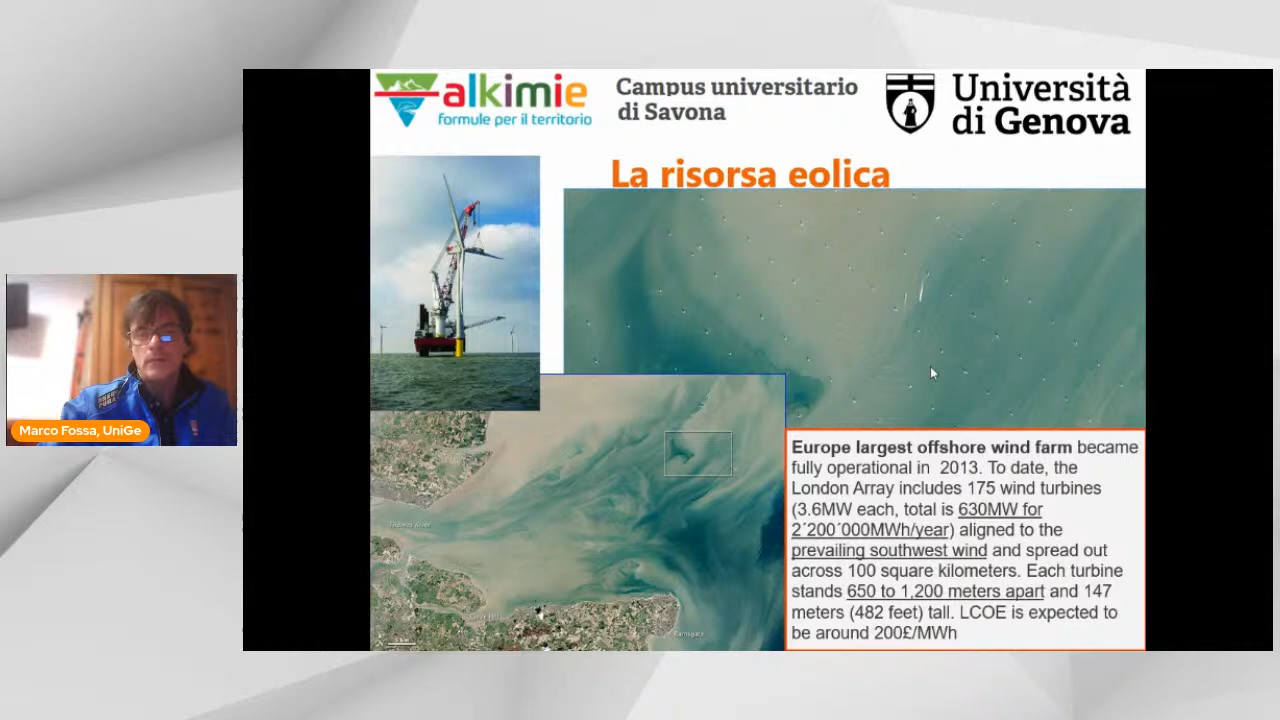 alkimie
formule per il territorio
Campus universitario
di Savona
Università
di Genova
La risorsa eolica
Marco Fossa, UniGe
Thames River
Ramsgate
Europe largest offshore wind farm became
fully operational in 2013. To date, the
London Array includes 175 wind turbines
(3.6MW each, total is 630MW for
2´200´000MWh/year) aligned to the
prevailing southwest wind and spread out
across 100 square kilometers. Each turbine
stands 650 to 1,200 meters apart and 147
meters (482 feet) tall. LCOE is expected to
be around 200£/MWh